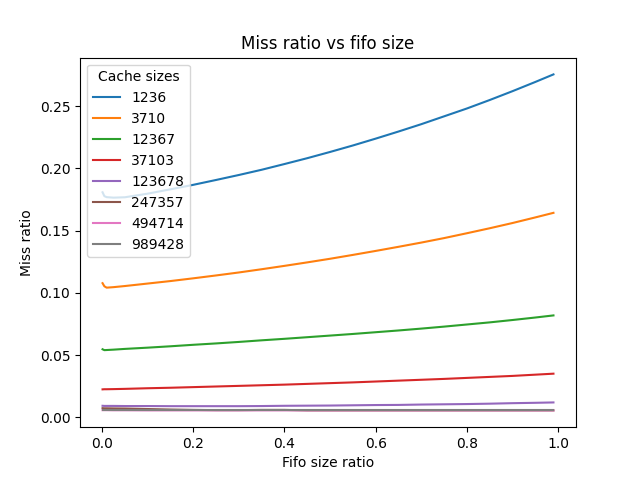 Miss ratio vs fifo size
Cache sizes
1236
3710
12367
37103
123678
247357
494714
989428
Miss ratio
0.25
0.20
0.15
0.10
0.05
0.00
0.0 0.2 0.4 0.6 0.8 1.0
Fifo size ratio